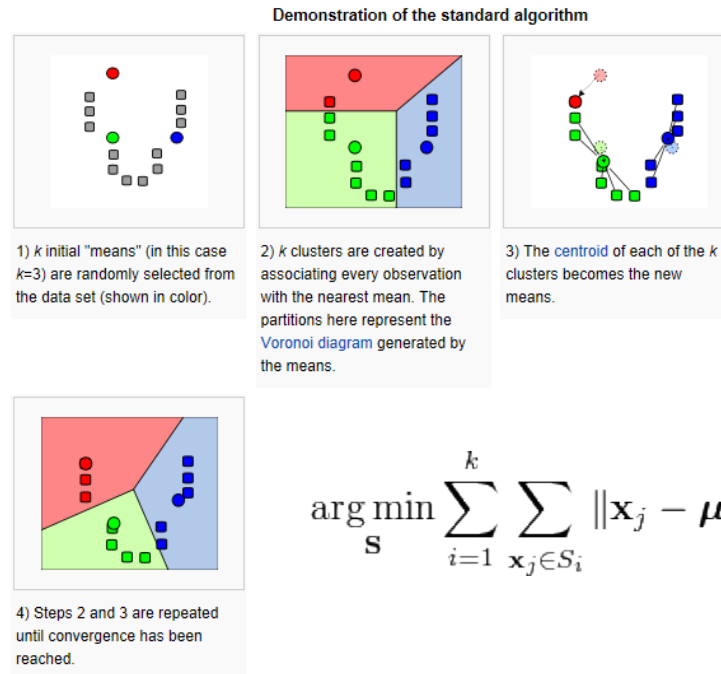 Demonstration of the standard algorithm
1) k initial "means" (in this case
k=3) are randomly selected from
the data set (shown in color).
2) k clusters are created by
associating every observation
with the nearest mean. The
partitions here represent the
Voronoi diagram generated by
the means.
3) The centroid of each of the k
clusters becomes the new
means.
4) Steps 2 and 3 are repeated
until convergence has been
reached.
k
arg min ∑ ∑ ‖x_j − μ
S i=1 x_j∈S_i